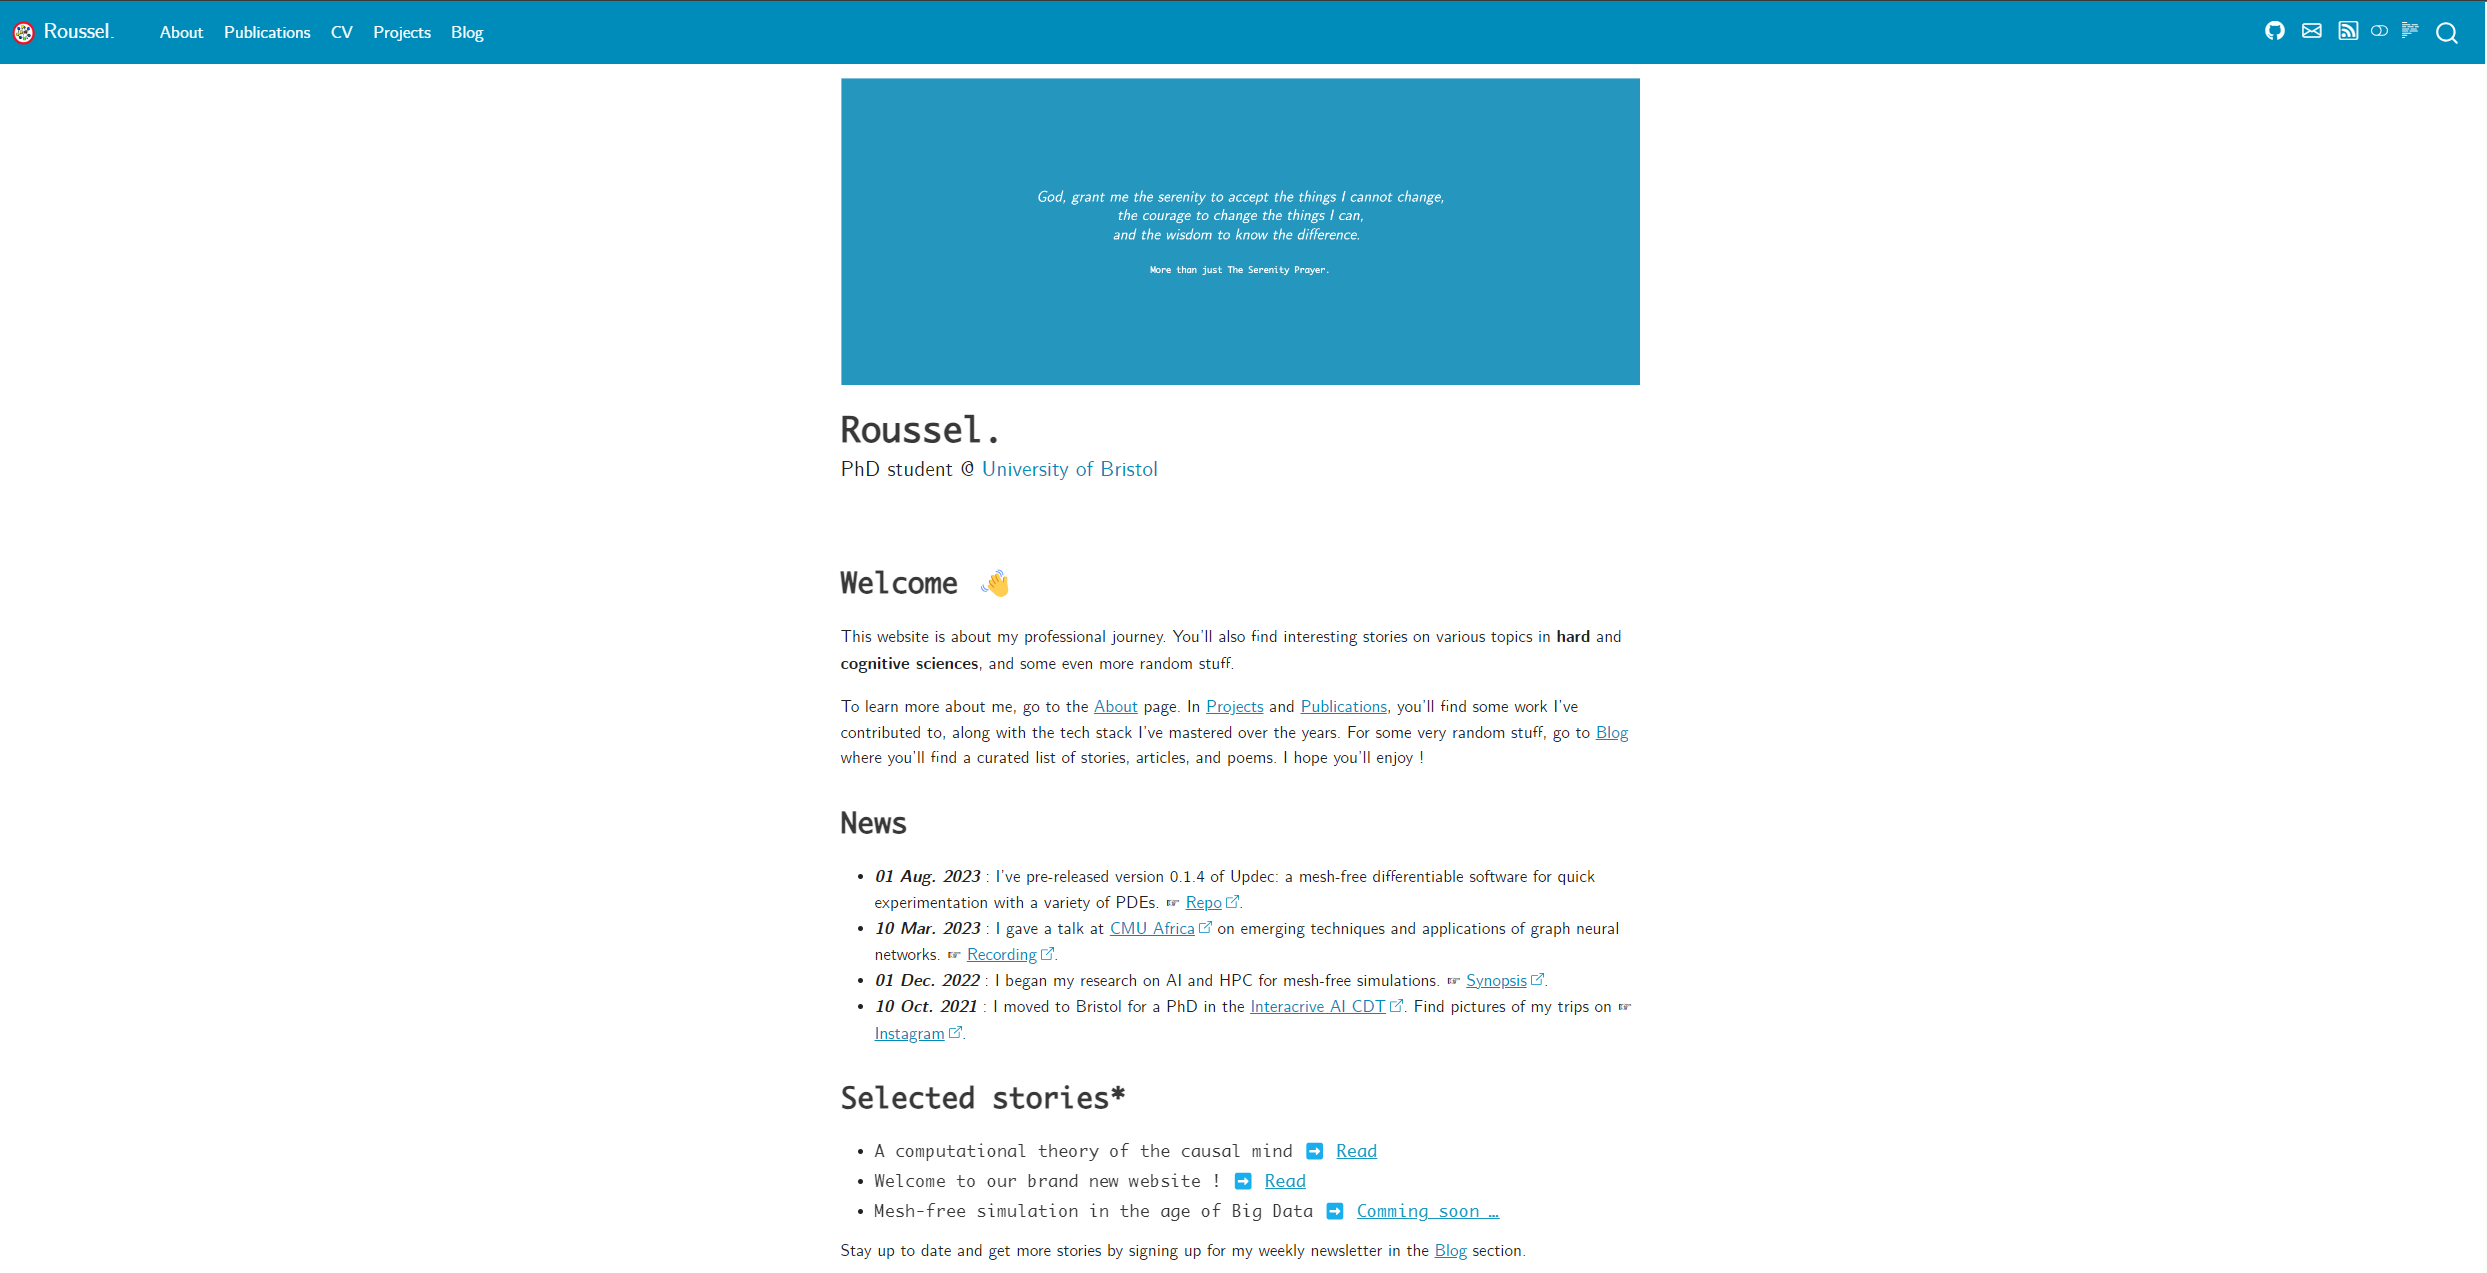 Roussel.
About
Publications
CV
Projects
Blog
God, grant me the serenity to accept the things I cannot change,
the courage to change the things I can,
and the wisdom to know the difference.
More than just The Serenity Prayer.
Roussel.
PhD student @ University of Bristol
Welcome 👋
This website is about my professional journey. You'll also find interesting stories on various topics in hard and
cognitive sciences, and some even more random stuff.
To learn more about me, go to the About page. In Projects and Publications, you'll find some work I've
contributed to, along with the tech stack I've mastered over the years. For some very random stuff, go to Blog
where you'll find a curated list of stories, articles, and poems. I hope you'll enjoy !
News
• 01 Aug. 2023 : I've pre-released version 0.1.4 of Updec: a mesh-free differentiable software for quick
experimentation with a variety of PDEs. ☞ Repo.
• 10 Mar. 2023 : I gave a talk at CMU Africa on emerging techniques and applications of graph neural
networks. ☞ Recording.
• 01 Dec. 2022 : I began my research on AI and HPC for mesh-free simulations. ☞ Synopsis.
• 10 Oct. 2021 : I moved to Bristol for a PhD in the Interacrive AI CDT. Find pictures of my trips on ☞
Instagram.
Selected stories*
• A computational theory of the causal mind ➡️ Read
• Welcome to our brand new website ! ➡️ Read
• Mesh-free simulation in the age of Big Data ➡️ Comming soon …
Stay up to date and get more stories by signing up for my weekly newsletter in the Blog section.